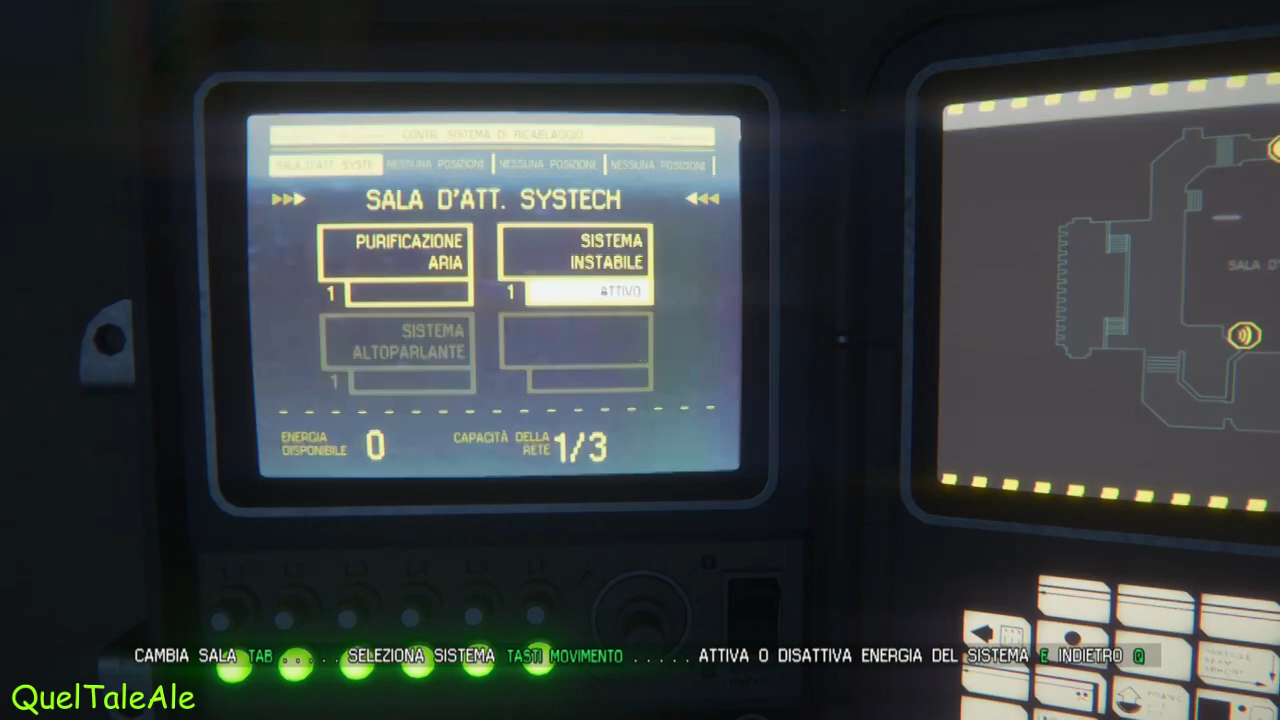 CONTR. SISTEMA DI RICABLAGGIO
SALA D'ATT. SYSTE NESSUNA POSIZIONE NESSUNA POSIZIONE NESSUNA POSIZIONE
SALA D'ATT. SYSTECH
PURIFICAZIONE
ARIA
1
SISTEMA
INSTABILE
1 ATTIVO
SISTEMA
ALTOPARLANTE
1
ENERGIA
DISPONIBILE 0
CAPACITÀ DELLA
RETE 1/3
SALA D'
CAMBIA SALA TAB ..... SELEZIONA SISTEMA TASTI MOVIMENTO ..... ATTIVA O DISATTIVA ENERGIA DEL SISTEMA E INDIETRO Q
QuelTaleAle